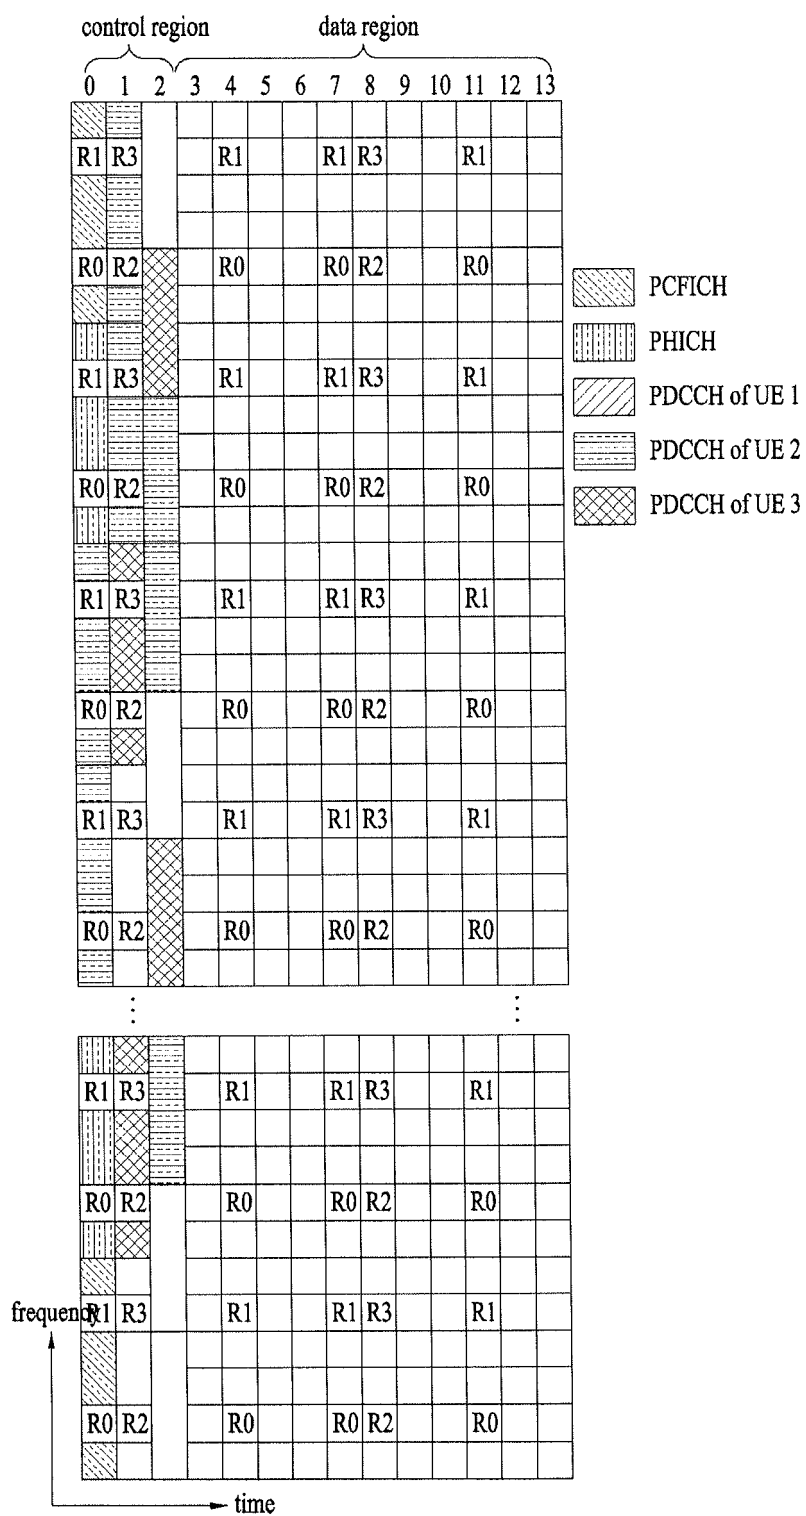 control region data region
0 1 2 3 4 5 6 7 8 9 10 11 12 13
R1 R3 R1 R1 R3 R1
R0 R2 R0 R0 R2 R0
PCFICH
PHICH
R1 R3 R1 R1 R3 R1
PDCCH of UE 1
PDCCH of UE 2
R0 R2 R0 R0 R2 R0
PDCCH of UE 3
R1 R3 R1 R1 R3 R1
R0 R2 R0 R0 R2 R0
R1 R3 R1 R1 R3 R1
R0 R2 R0 R0 R2 R0
R1 R3 R1 R1 R3 R1
R0 R2 R0 R0 R2 R0
frequency R1 R3 R1 R1 R3 R1
R0 R2 R0 R0 R2 R0
time